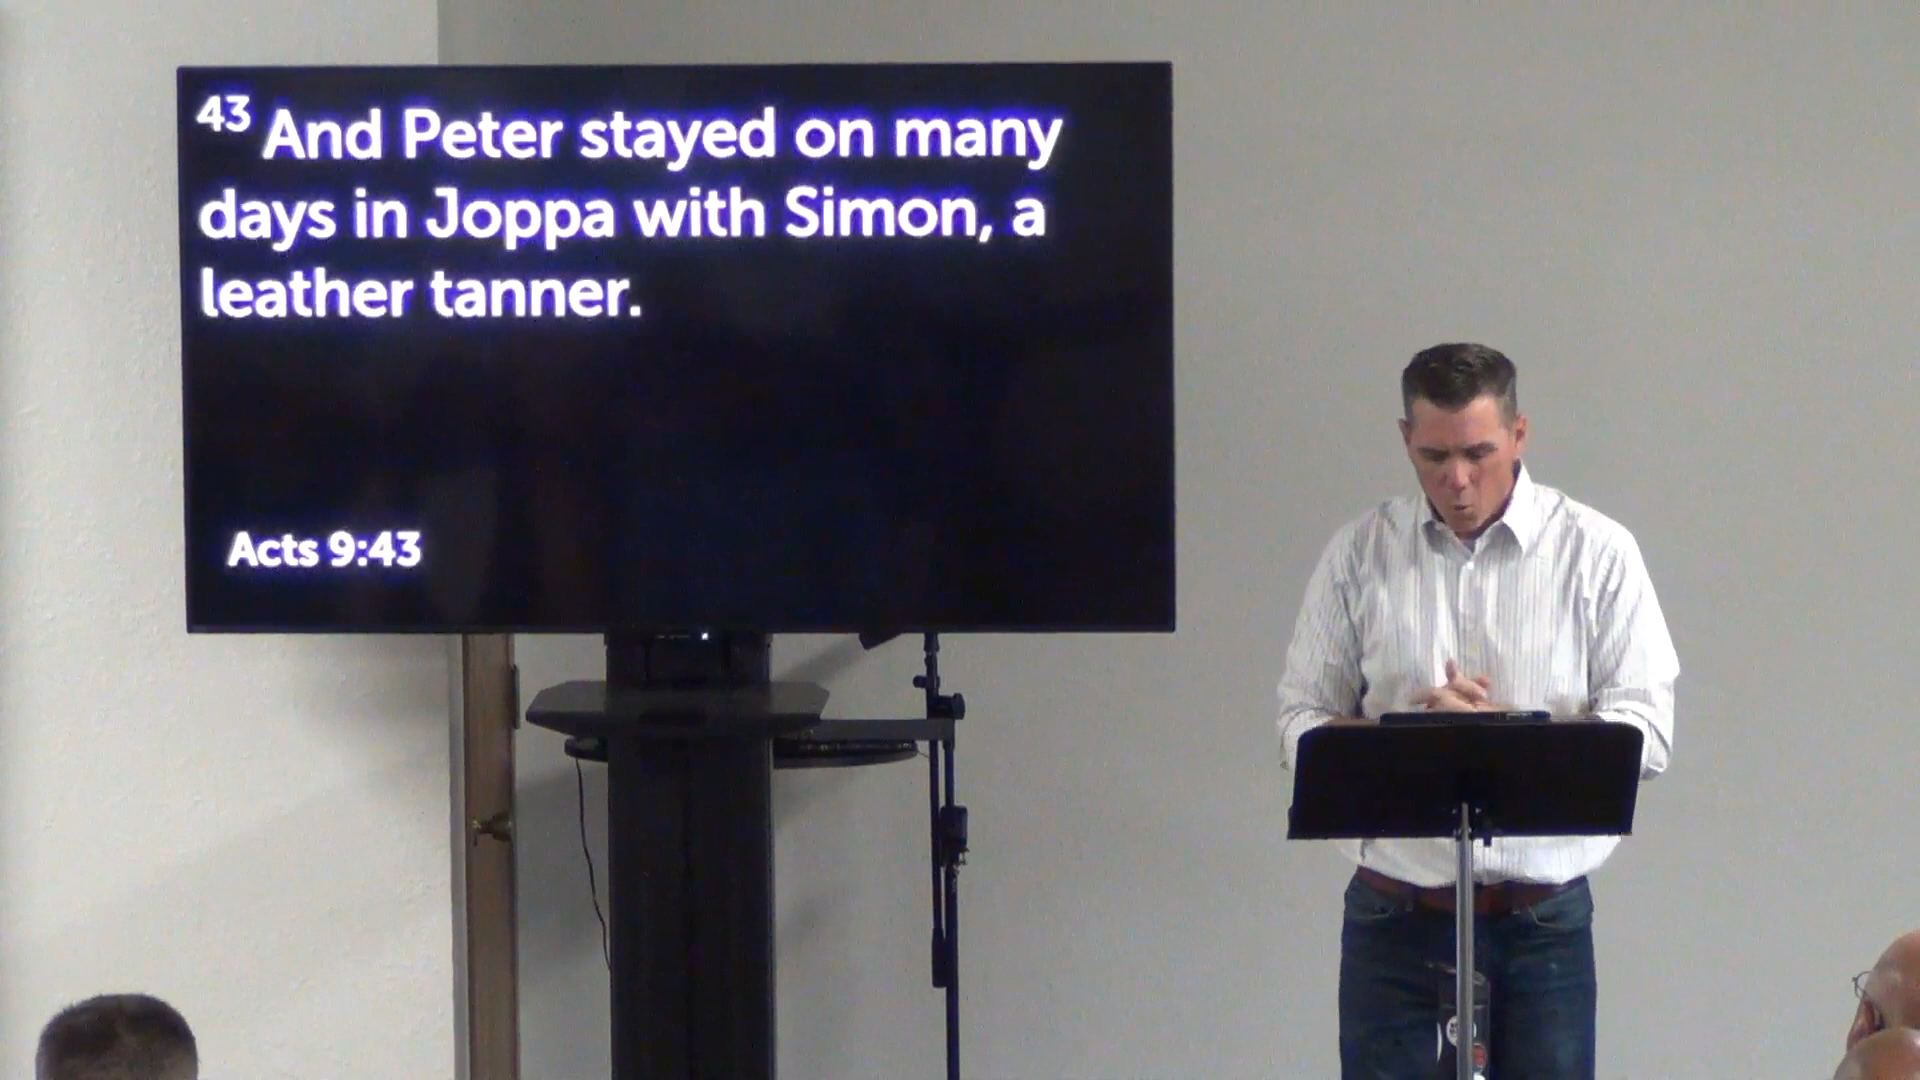 43 And Peter stayed on many
days in Joppa with Simon, a
leather tanner.
Acts 9:43